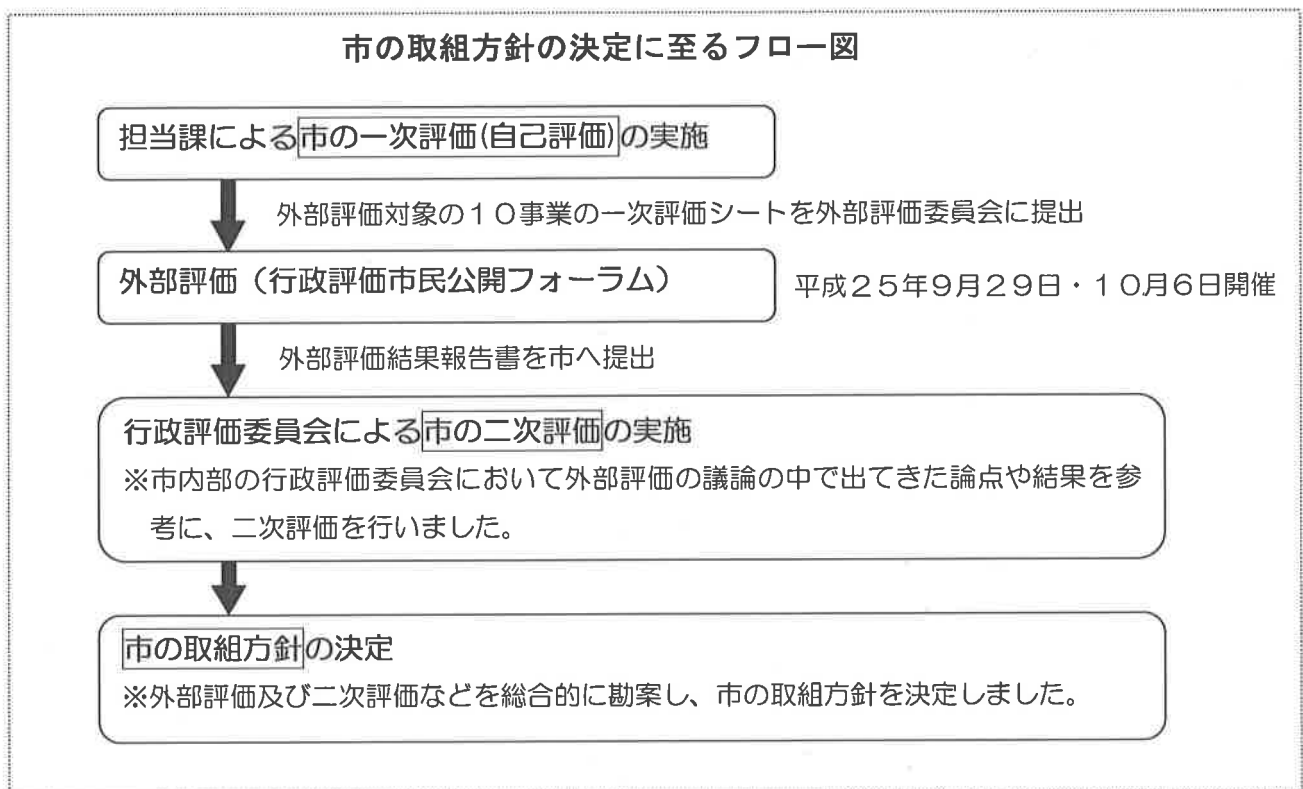 市の取組方針の決定に至るフロー図
担当課による市の一次評価(自己評価)の実施
外部評価対象の１０事業の一次評価シートを外部評価委員会に提出
外部評価（行政評価市民公開フォーラム）
平成２５年９月２９日・１０月６日開催
外部評価結果報告書を市へ提出
行政評価委員会による市の二次評価の実施
※市内部の行政評価委員会において外部評価の議論の中で出てきた論点や結果を参
考に、二次評価を行いました。
市の取組方針の決定
※外部評価及び二次評価などを総合的に勘案し、市の取組方針を決定しました。